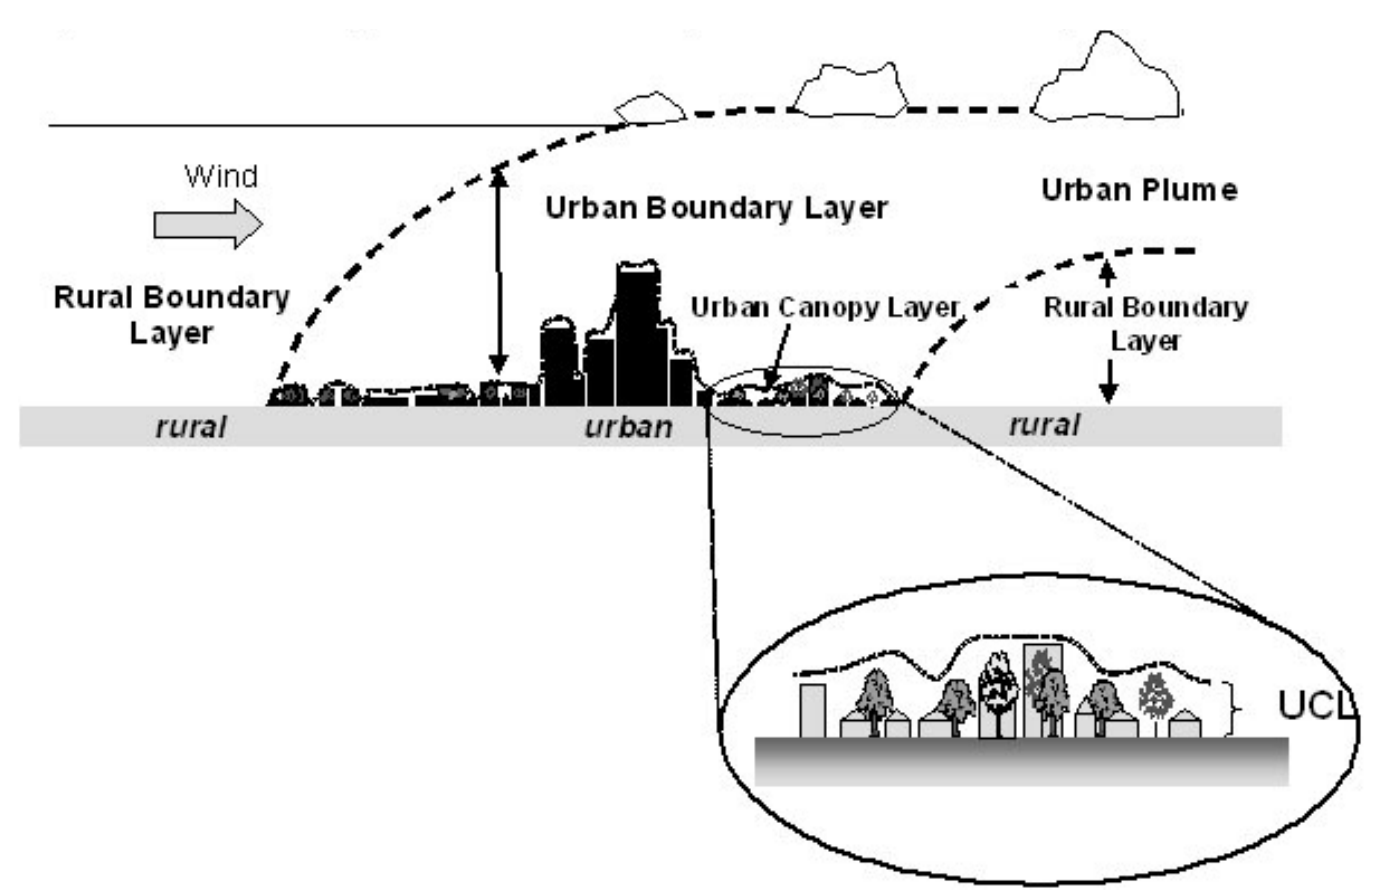 Wind
Urban Plume
Urban Boundary Layer
Rural Boundary
Layer
Urban Canopy Layer
Rural Boundary
Layer
rural
urban
rural
UCL